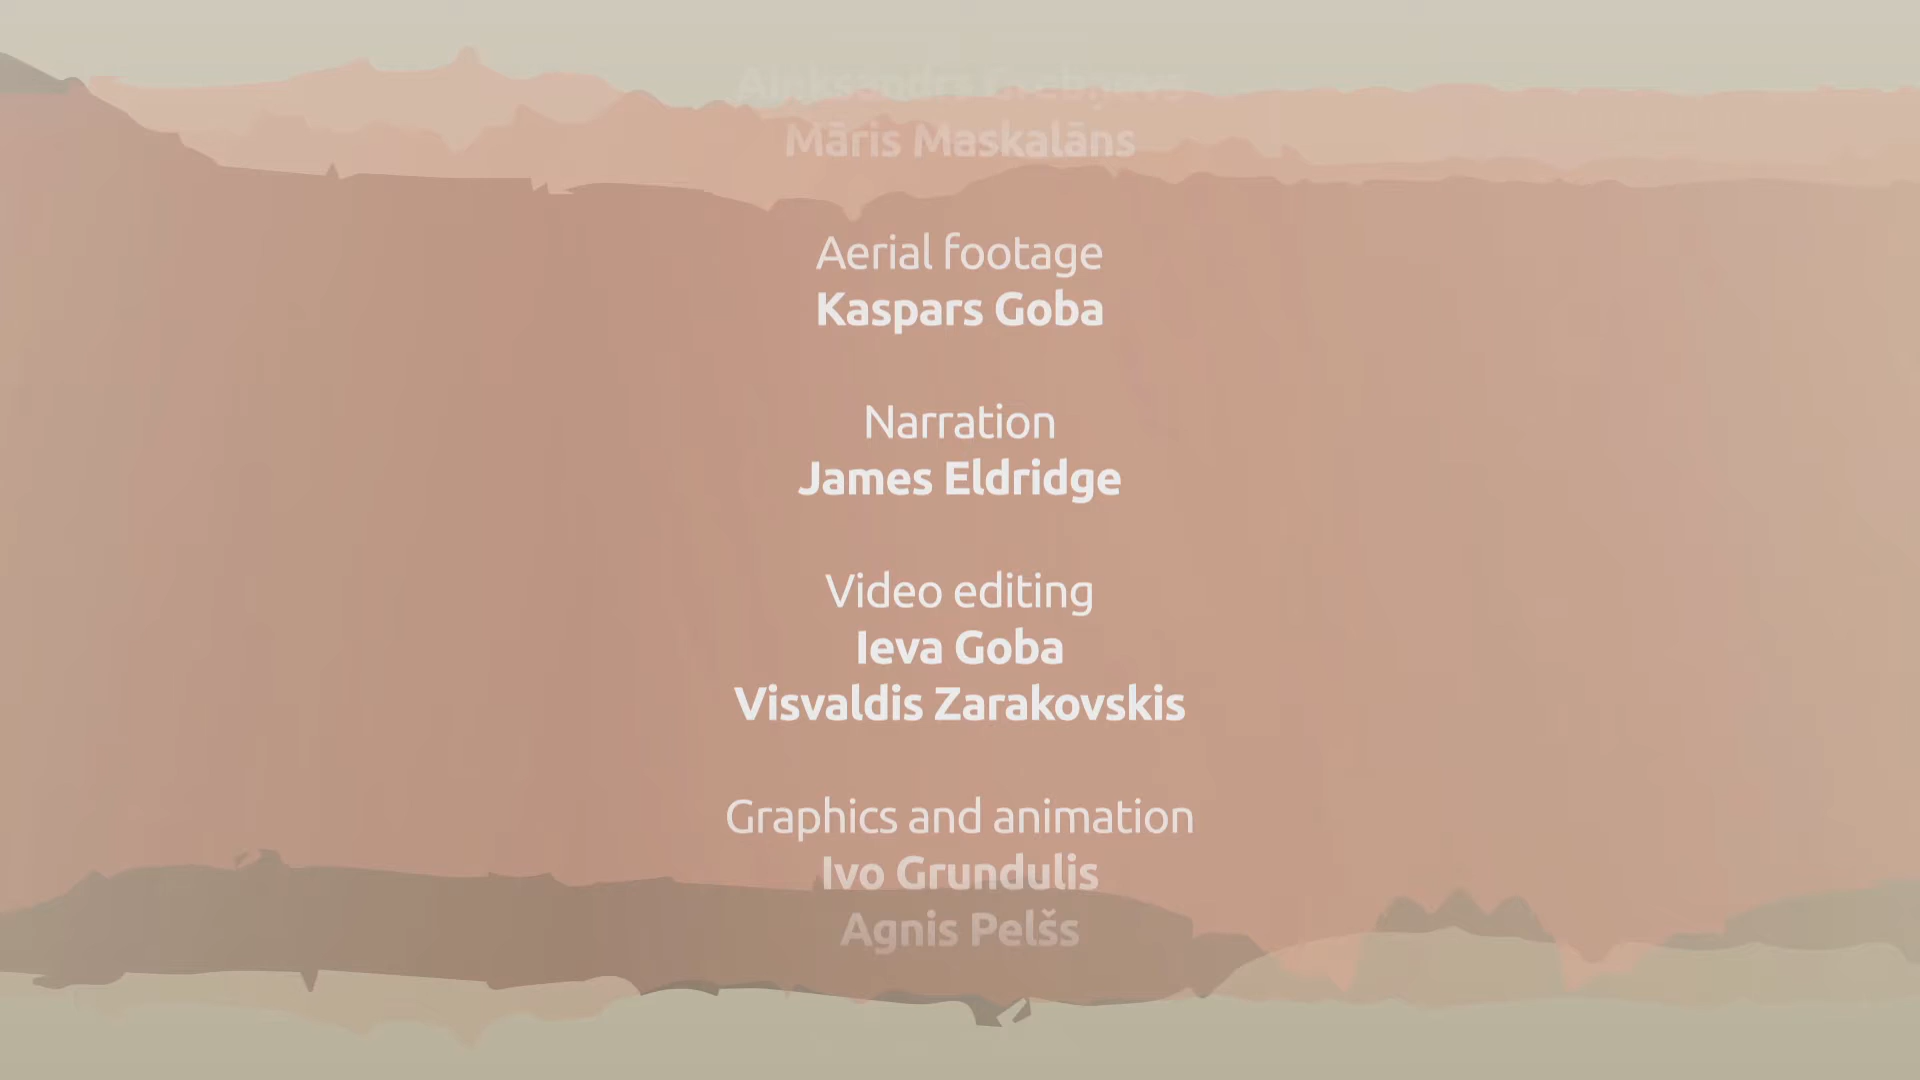 Māris Maskalāns
Aerial footage
Kaspars Goba
Narration
James Eldridge
Video editing
Ieva Goba
Visvaldis Zarakovskis
Graphics and animation
Ivo Grundulis
Agnis Pelšs